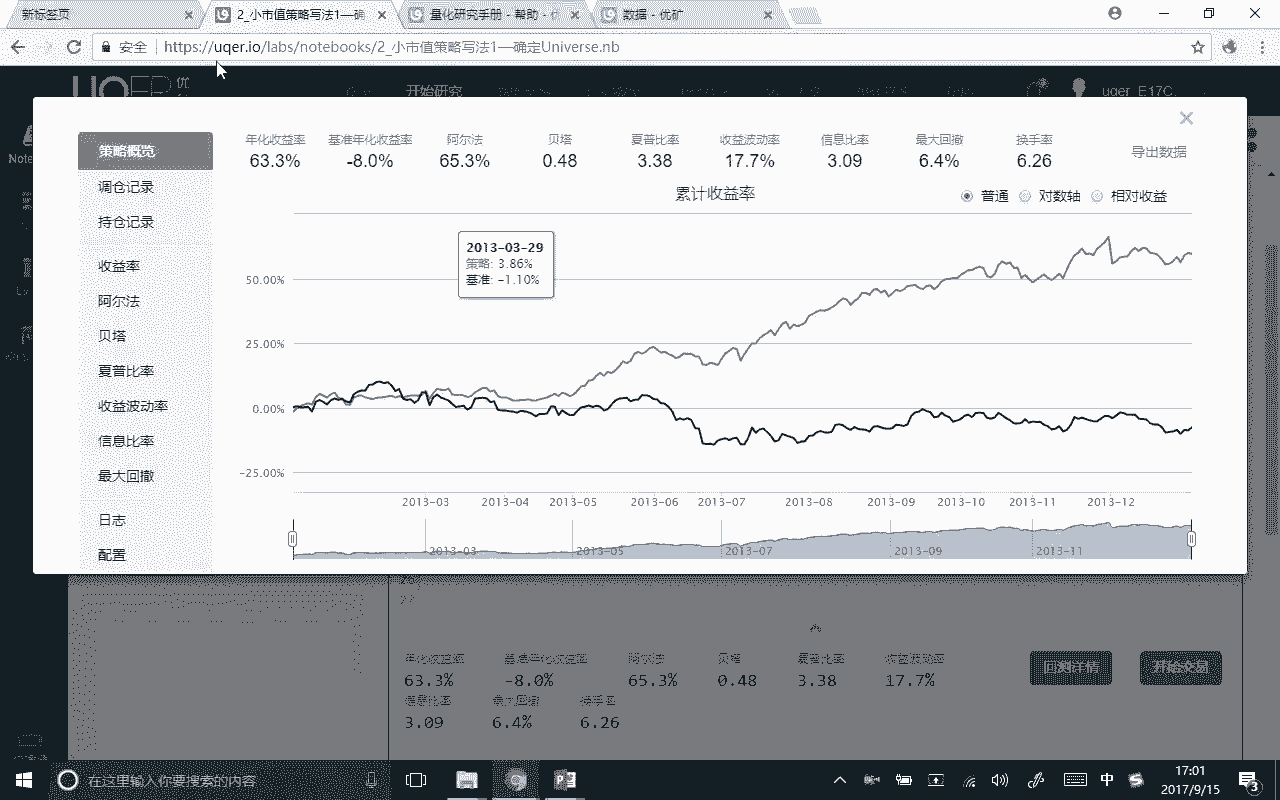 新标签页
2_小市值策略写法1—确
量化研究手册 - 帮助 - 优
数据 - 优矿
安全
https://uqer.io/labs/notebooks/2_小市值策略写法1—确定Universe.nb
UQER 优
开始研究
uqer_E17C
Note
策略概览
调仓记录
持仓记录
收益率
阿尔法
贝塔
夏普比率
收益波动率
信息比率
最大回撤
日志
配置
年化收益率 基准年化收益率 阿尔法 贝塔 夏普比率 收益波动率 信息比率 最大回撤 换手率
63.3% -8.0% 65.3% 0.48 3.38 17.7% 3.09 6.4% 6.26
导出数据
累计收益率
普通 对数轴 相对收益
2013-03-29
策略: 3.86%
基准: -1.10%
50.00%
25.00%
0.00%
-25.00%
2013-03 2013-04 2013-05 2013-06 2013-07 2013-08 2013-09 2013-10 2013-11 2013-12
2013-03 2013-05 2013-07 2013-09 2013-11
26
27
年化收益率 基准年化收益率 阿尔法 贝塔 夏普比率 收益波动率
63.3% -8.0% 65.3% 0.48 3.38 17.7%
信息比率 最大回撤 换手率
3.09 6.4% 6.26
回测详情 开始交易
在这里输入你要搜索的内容
中
17:01
2017/9/15
3